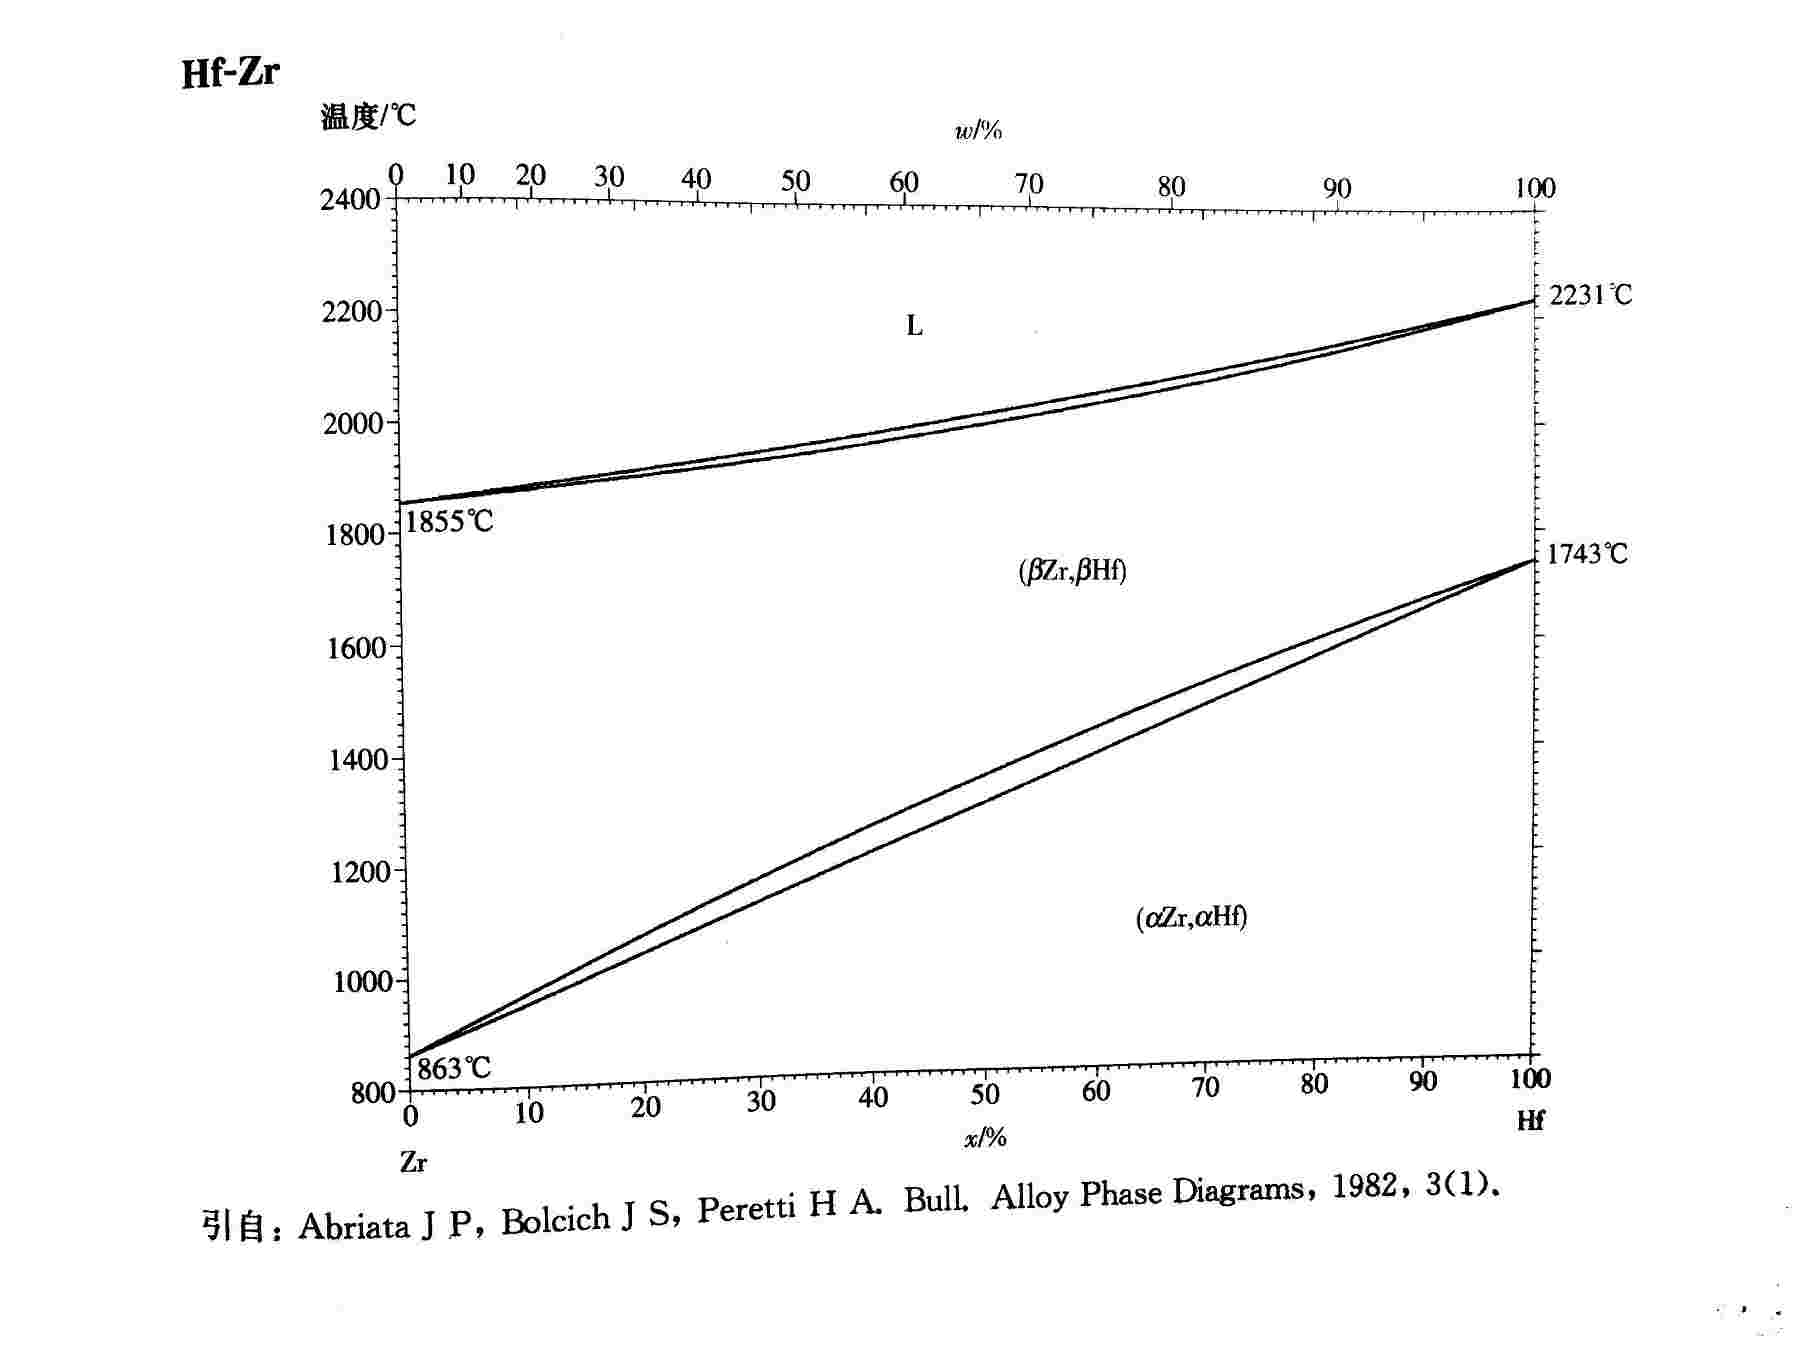 Hf-Zr
温度/℃
w/%
0 10 20 30 40 50 60 70 80 90 100
2400
2200
2231℃
L
2000
1855℃
1800
1743℃
(βZr,βHf)
1600
1400
1200
(αZr,αHf)
1000
863℃
800
0 10 20 30 40 50 60 70 80 90 100
Zr
x/%
Hf
引自: Abriata J P, Bolcich J S, Peretti H A. Bull. Alloy Phase Diagrams, 1982, 3(1).